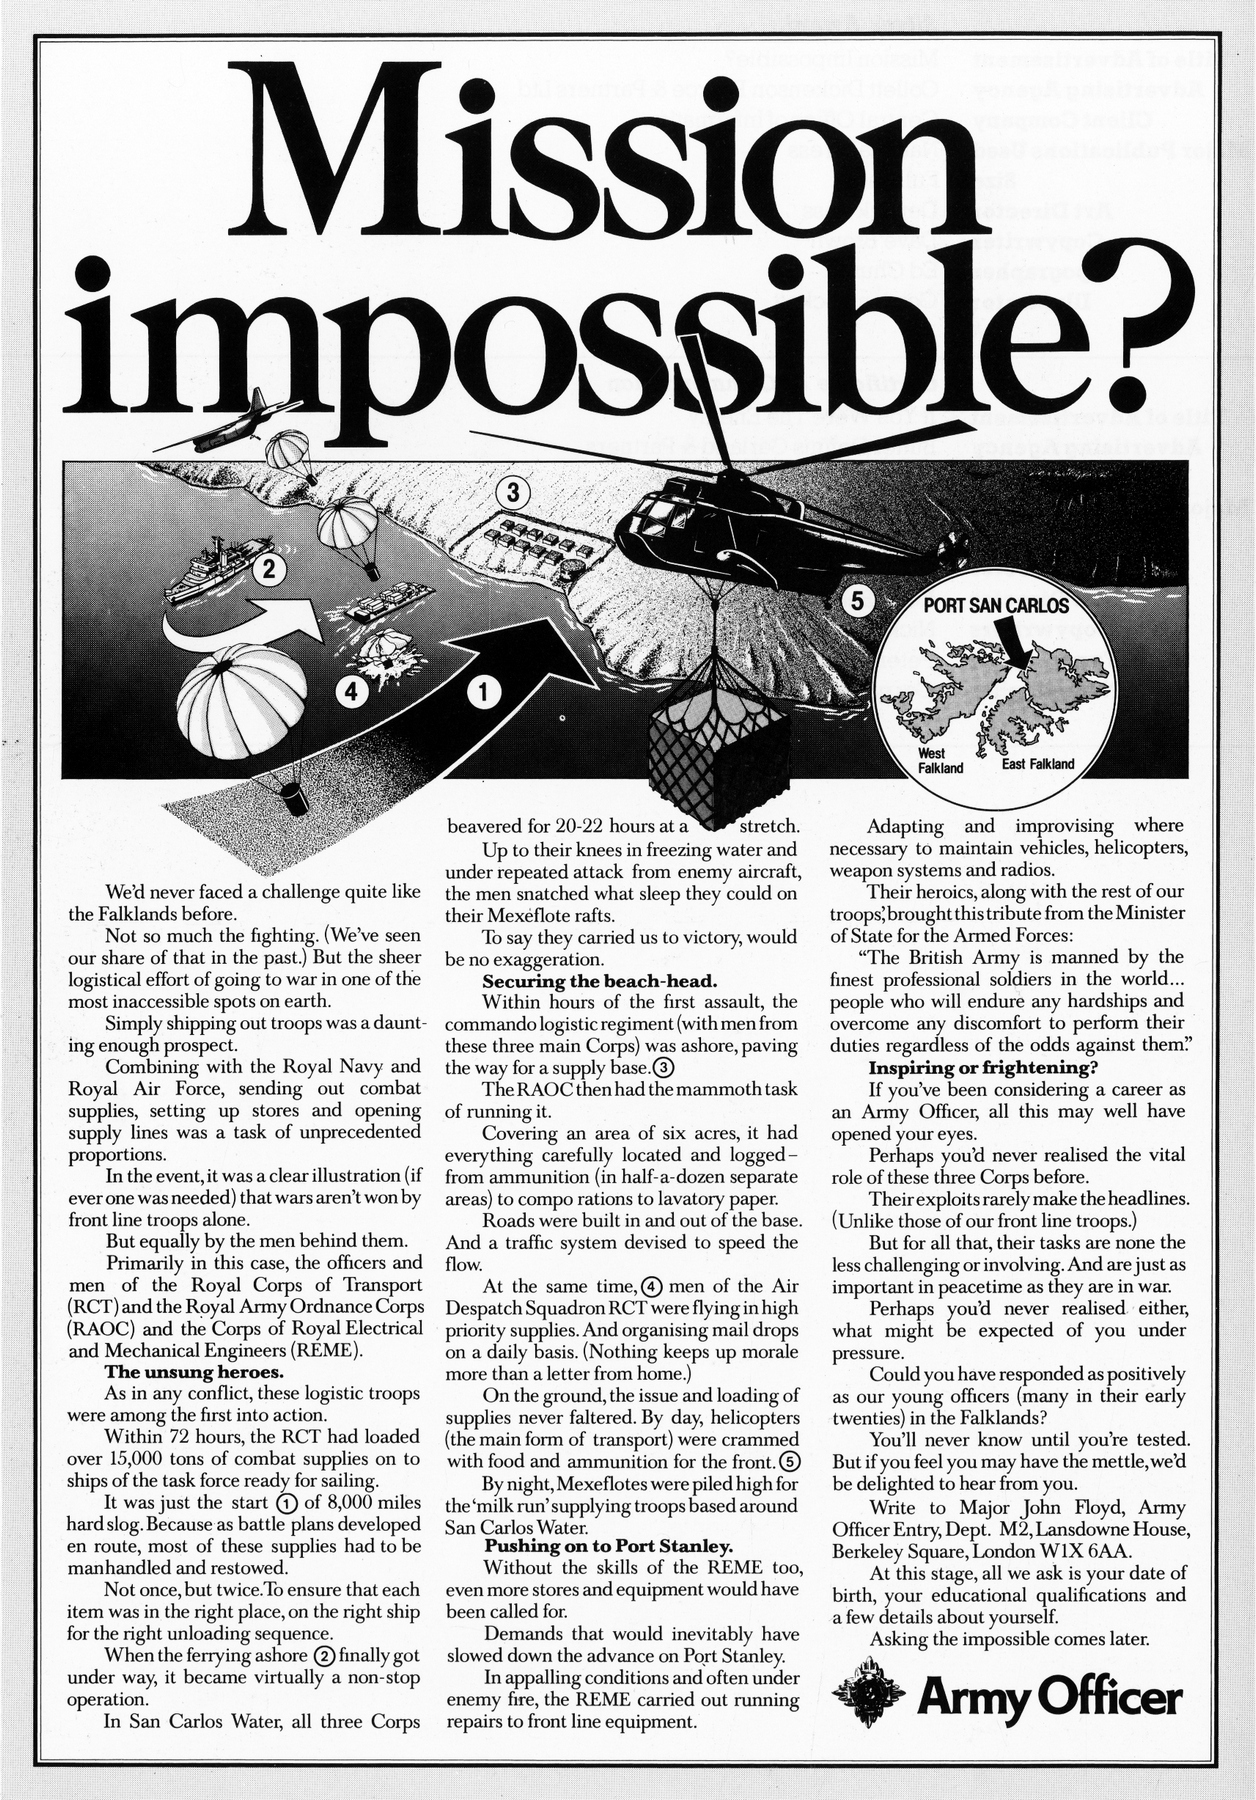 Mission
impossible?
3
2
5
PORT SAN CARLOS
4
1
West
Falkland
East Falkland
We'd never faced a challenge quite like
the Falklands before.
Not so much the fighting. (We've seen
our share of that in the past.) But the sheer
logistical effort of going to war in one of the
most inaccessible spots on earth.
Simply shipping out troops was a daunt-
ing enough prospect.
Combining with the Royal Navy and
Royal Air Force, sending out combat
supplies, setting up stores and opening
supply lines was a task of unprecedented
proportions.
In the event, it was a clear illustration (if
ever one was needed) that wars aren't won by
front line troops alone.
But equally by the men behind them.
Primarily in this case, the officers and
men of the Royal Corps of Transport
(RCT) and the Royal Army Ordnance Corps
(RAOC) and the Corps of Royal Electrical
and Mechanical Engineers (REME).
The unsung heroes.
As in any conflict, these logistic troops
were among the first into action.
Within 72 hours, the RCT had loaded
over 15,000 tons of combat supplies on to
ships of the task force ready for sailing.
It was just the start ① of 8,000 miles
hard slog. Because as battle plans developed
en route, most of these supplies had to be
manhandled and restowed.
Not once, but twice. To ensure that each
item was in the right place, on the right ship
for the right unloading sequence.
When the ferrying ashore ② finally got
under way, it became virtually a non-stop
operation.
In San Carlos Water, all three Corps
beavered for 20-22 hours at a stretch.
Up to their knees in freezing water and
under repeated attack from enemy aircraft,
the men snatched what sleep they could on
their Mexeflote rafts.
To say they carried us to victory, would
be no exaggeration.
Securing the beach-head.
Within hours of the first assault, the
commando logistic regiment (with men from
these three main Corps) was ashore, paving
the way for a supply base. ③
The RAOC then had the mammoth task
of running it.
Covering an area of six acres, it had
everything carefully located and logged –
from ammunition (in half-a-dozen separate
areas) to compo rations to lavatory paper.
Roads were built in and out of the base.
And a traffic system devised to speed the
flow.
At the same time, ④ men of the Air
Despatch Squadron RCT were flying in high
priority supplies. And organising mail drops
on a daily basis. (Nothing keeps up morale
more than a letter from home.)
On the ground, the issue and loading of
supplies never faltered. By day, helicopters
(the main form of transport) were crammed
with food and ammunition for the front. ⑤
By night, Mexeflotes were piled high for
the 'milk run' supplying troops based around
San Carlos Water.
Pushing on to Port Stanley.
Without the skills of the REME too,
even more stores and equipment would have
been called for.
Demands that would inevitably have
slowed down the advance on Port Stanley.
In appalling conditions and often under
enemy fire, the REME carried out running
repairs to front line equipment.
Adapting and improvising where
necessary to maintain vehicles, helicopters,
weapon systems and radios.
Their heroics, along with the rest of our
troops', brought this tribute from the Minister
of State for the Armed Forces:
"The British Army is manned by the
finest professional soldiers in the world...
people who will endure any hardships and
overcome any discomfort to perform their
duties regardless of the odds against them."
Inspiring or frightening?
If you've been considering a career as
an Army Officer, all this may well have
opened your eyes.
Perhaps you'd never realised the vital
role of these three Corps before.
Their exploits rarely make the headlines.
(Unlike those of our front line troops.)
But for all that, their tasks are none the
less challenging or involving. And are just as
important in peacetime as they are in war.
Perhaps you'd never realised either,
what might be expected of you under
pressure.
Could you have responded as positively
as our young officers (many in their early
twenties) in the Falklands?
You'll never know until you're tested.
But if you feel you may have the mettle, we'd
be delighted to hear from you.
Write to Major John Floyd, Army
Officer Entry, Dept. M2, Lansdowne House,
Berkeley Square, London W1X 6AA.
At this stage, all we ask is your date of
birth, your educational qualifications and
a few details about yourself.
Asking the impossible comes later.
Army Officer